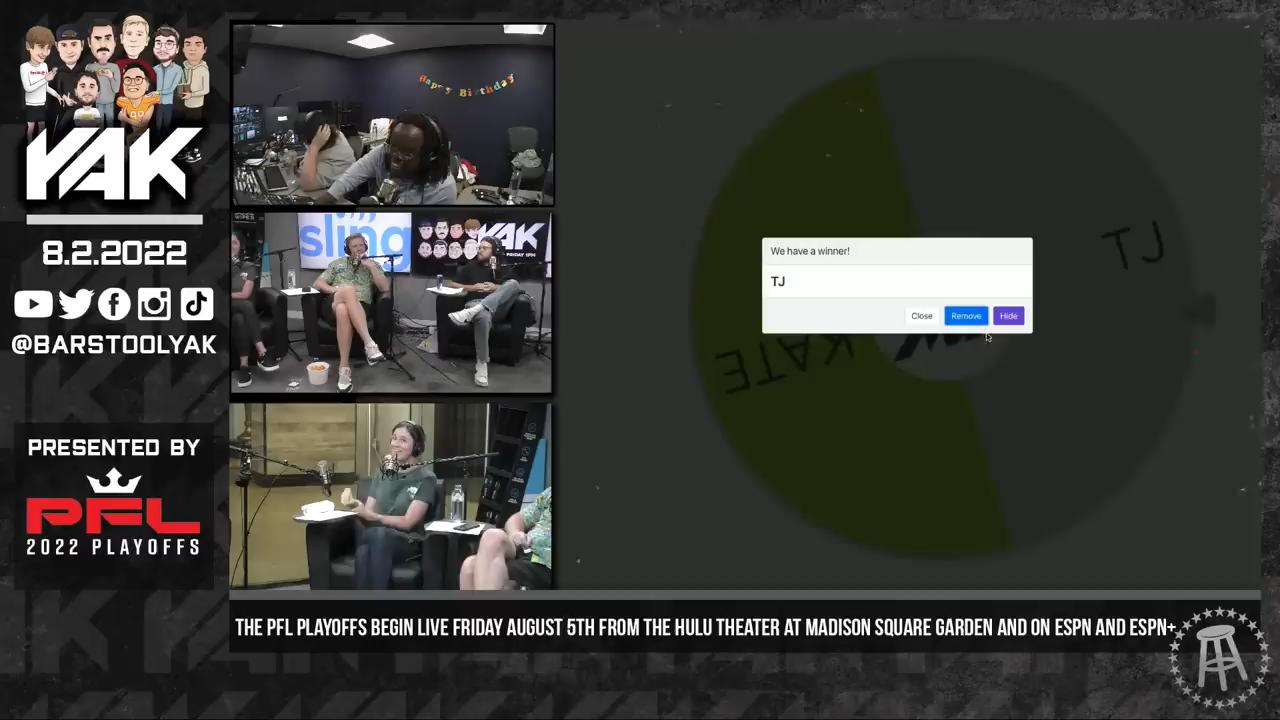 YAK
8.2.2022
@BARSTOOLYAK
PRESENTED BY
PFL
2022 PLAYOFFS
Happy Birthday
sling
YAK
We have a winner!
TJ
Close
Remove
Hide
TJ
KATE
KATE
THE PFL PLAYOFFS BEGIN LIVE FRIDAY AUGUST 5TH FROM THE HULU THEATER AT MADISON SQUARE GARDEN AND ON ESPN AND ESPN+